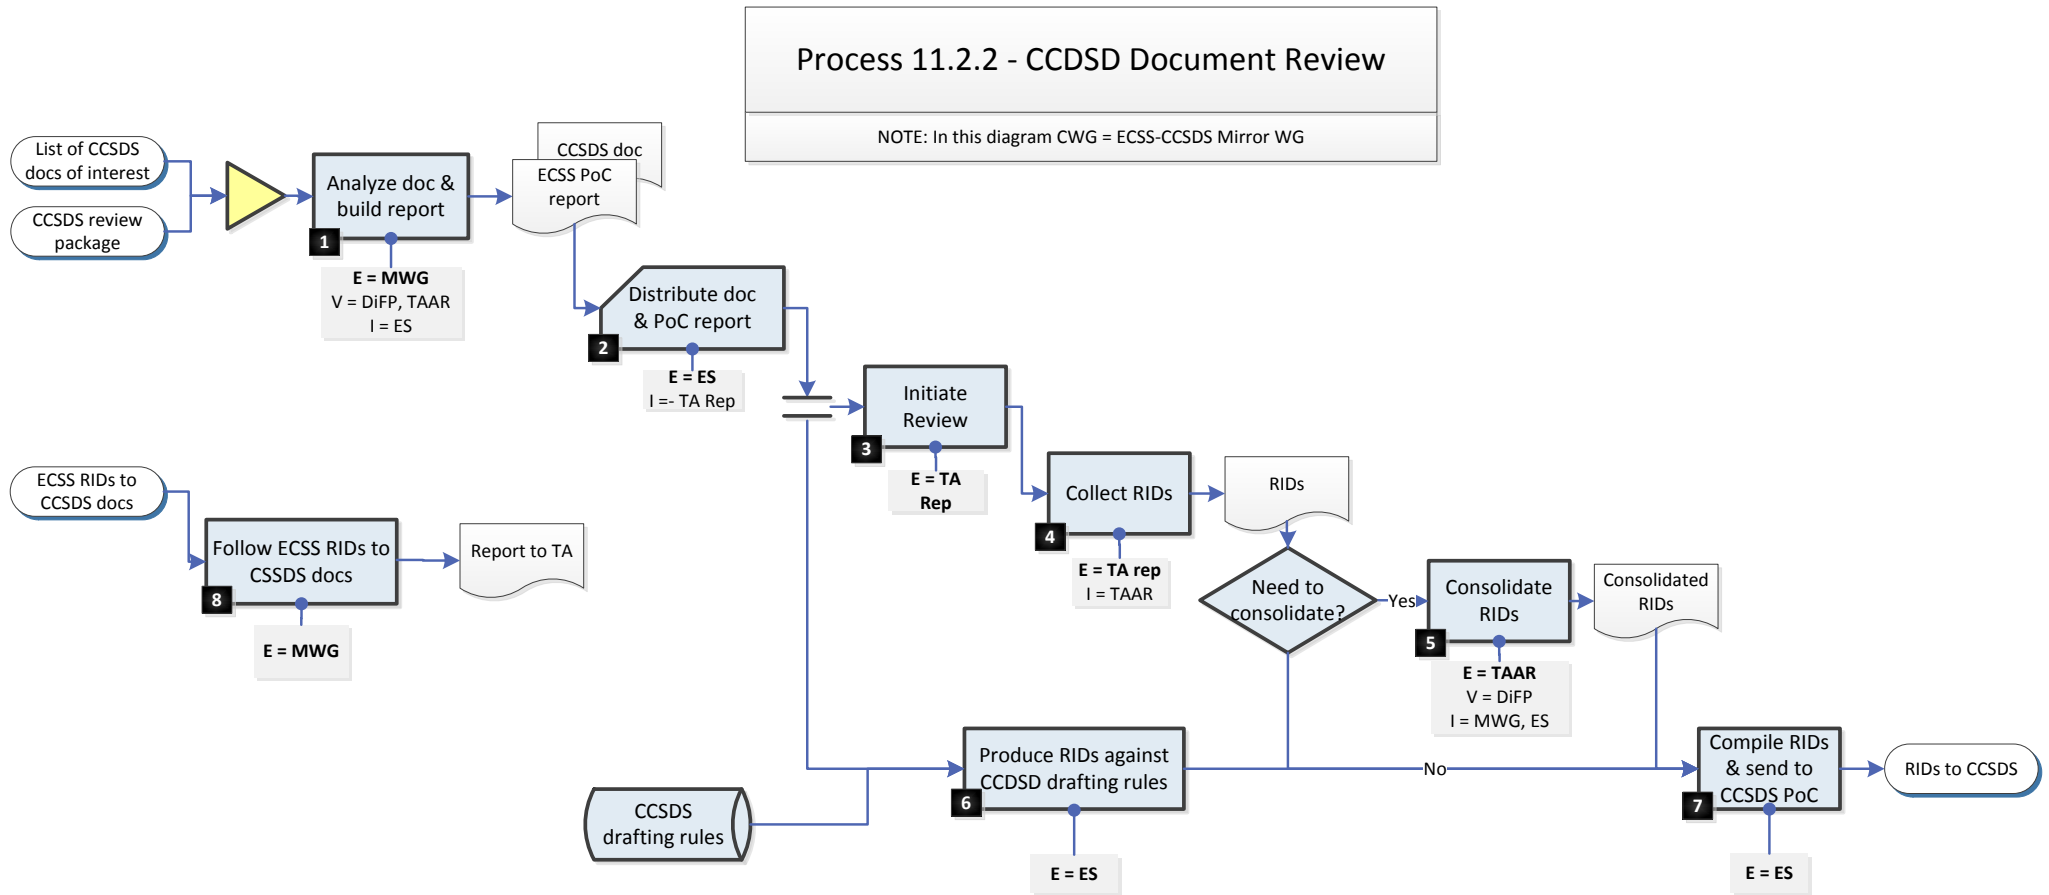 Process 11.2.2 - CCDSD Document Review
NOTE: In this diagram CWG = ECSS-CCSDS Mirror WG
List of CCSDS
docs of interest
CCSDS review
package
Analyze doc &
build report
1
E = MWG
V = DiFP, TAAR
I = ES
CCSDS doc
ECSS PoC
report
Distribute doc
& PoC report
2
E = ES
I =- TA Rep
Initiate
Review
3
E = TA
Rep
Collect RIDs
4
E = TA rep
I = TAAR
RIDs
Need to
consolidate?
Yes
Consolidate
RIDs
5
E = TAAR
V = DiFP
I = MWG, ES
Consolidated
RIDs
ECSS RIDs to
CCSDS docs
Follow ECSS RIDs to
CSSDS docs
8
E = MWG
Report to TA
CCSDS
drafting rules
Produce RIDs against
CCDSD drafting rules
6
E = ES
No
Compile RIDs
& send to
CCSDS PoC
7
E = ES
RIDs to CCSDS